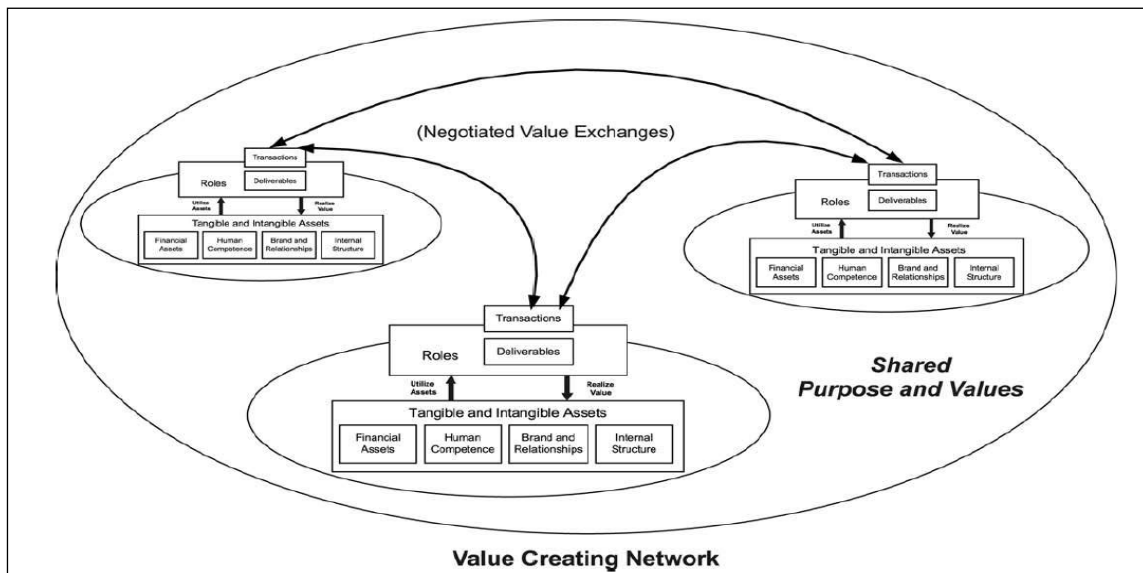 (Negotiated Value Exchanges)
Transactions
Roles
Deliverables
Utilize
Assets
Realize
Value
Tangible and Intangible Assets
Financial
Assets
Human
Competence
Brand and
Relationships
Internal
Structure
Transactions
Roles
Deliverables
Utilize
Assets
Realize
Value
Tangible and Intangible Assets
Financial
Assets
Human
Competence
Brand and
Relationships
Internal
Structure
Transactions
Roles
Deliverables
Utilize
Assets
Realize
Value
Tangible and Intangible Assets
Financial
Assets
Human
Competence
Brand and
Relationships
Internal
Structure
Shared
Purpose and Values
Value Creating Network